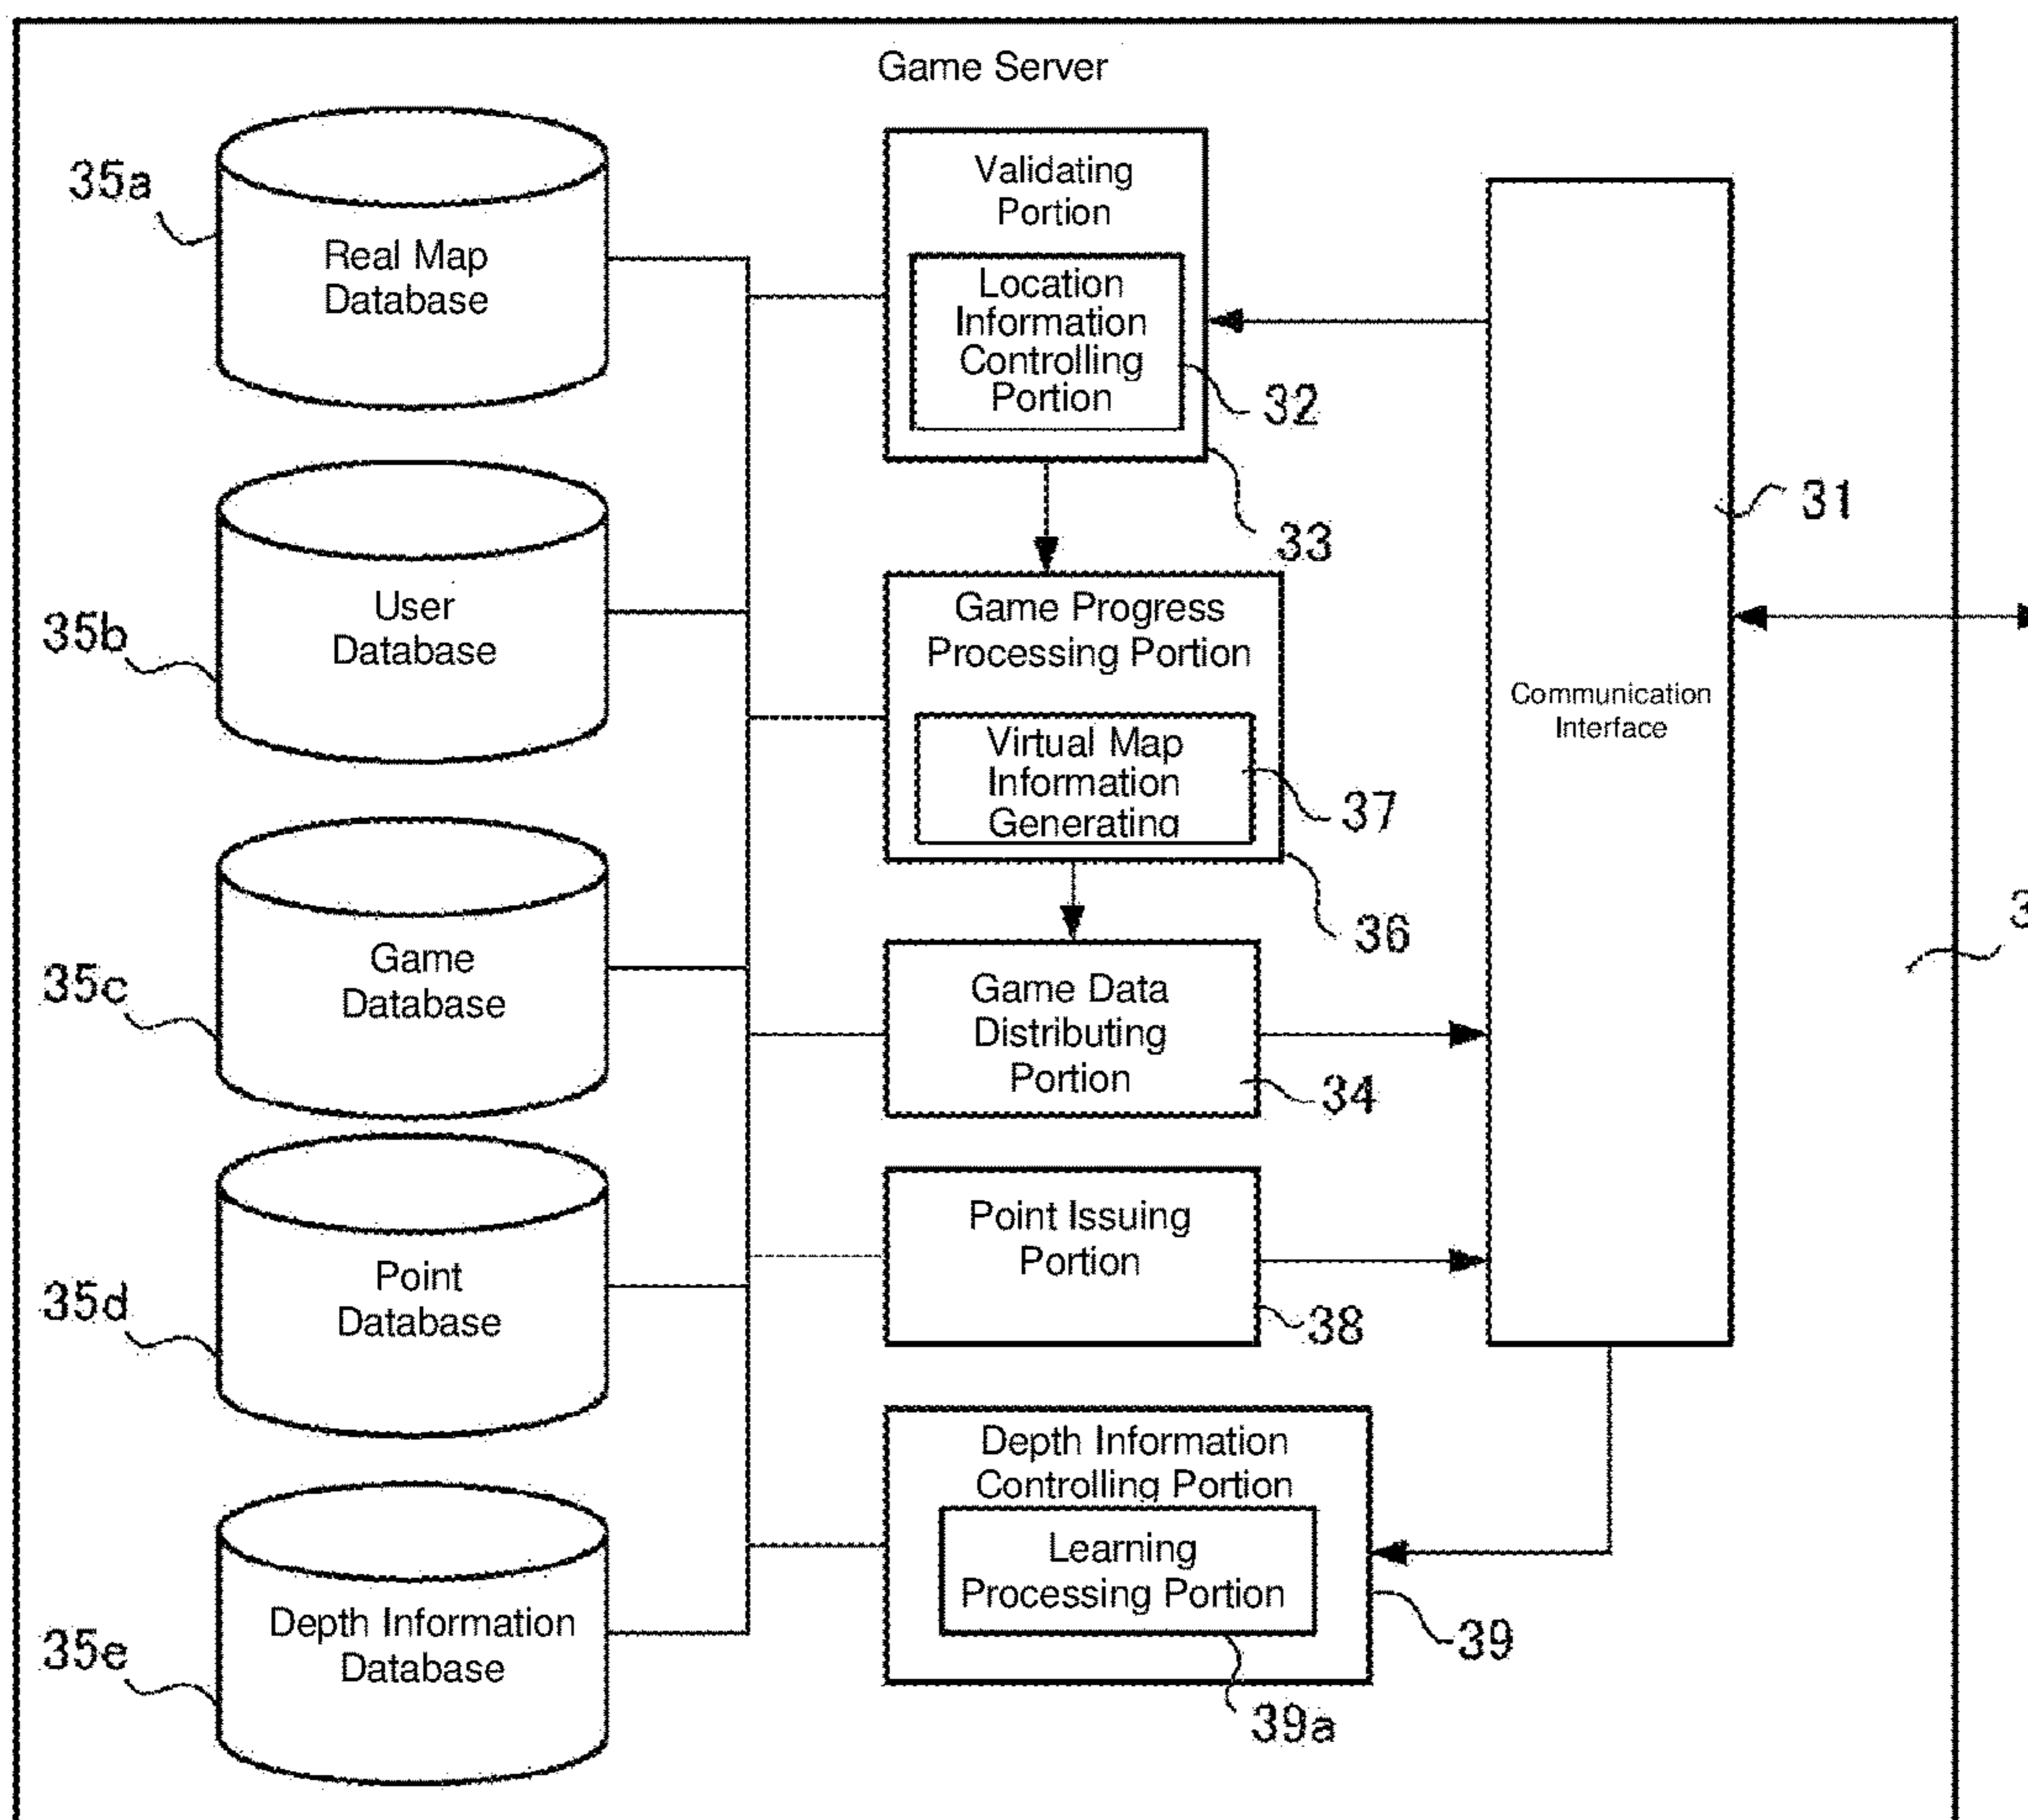 Game Server
35a
Real Map
Database
Validating
Portion
Location
Information
Controlling
Portion
32
33
31
Communication
Interface
35b
User
Database
Game Progress
Processing Portion
Virtual Map
Information
Generating
37
36
3
35c
Game
Database
Game Data
Distributing
Portion
34
35d
Point
Database
Point Issuing
Portion
38
35e
Depth Information
Database
Depth Information
Controlling Portion
Learning
Processing Portion
39
39a